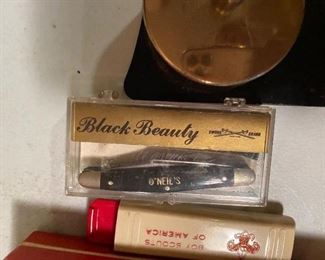 Black Beauty
O'NEIL'S
BOY SCOUTS
OF AMERICA